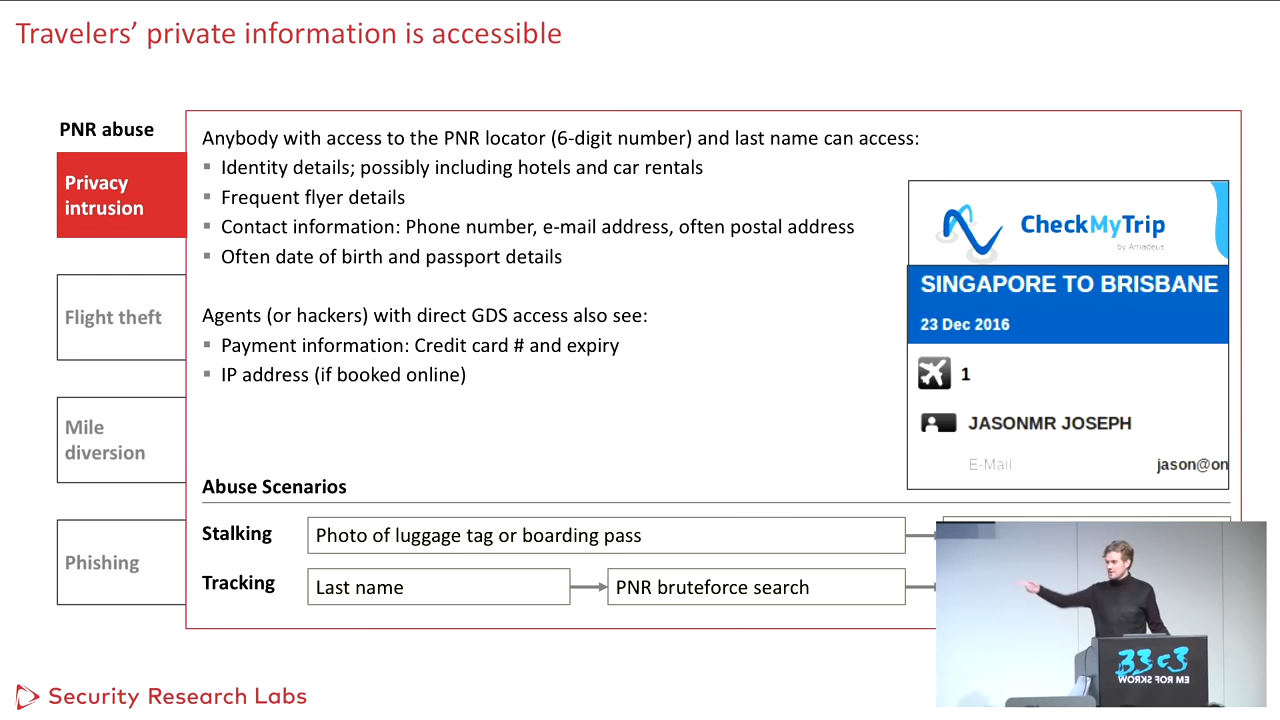 Travelers’ private information is accessible
PNR abuse
Privacy
intrusion
Flight theft
Mile
diversion
Phishing
Anybody with access to the PNR locator (6-digit number) and last name can access:
Identity details; possibly including hotels and car rentals
Frequent flyer details
Contact information: Phone number, e-mail address, often postal address
Often date of birth and passport details
Agents (or hackers) with direct GDS access also see:
Payment information: Credit card # and expiry
IP address (if booked online)
CheckMyTrip
by Amadeus
SINGAPORE TO BRISBANE
23 Dec 2016
1
JASONMR JOSEPH
E-Mail jason@on
Abuse Scenarios
Stalking Photo of luggage tag or boarding pass
Tracking Last name PNR bruteforce search
33c3
WORKS FOR ME
Security Research Labs